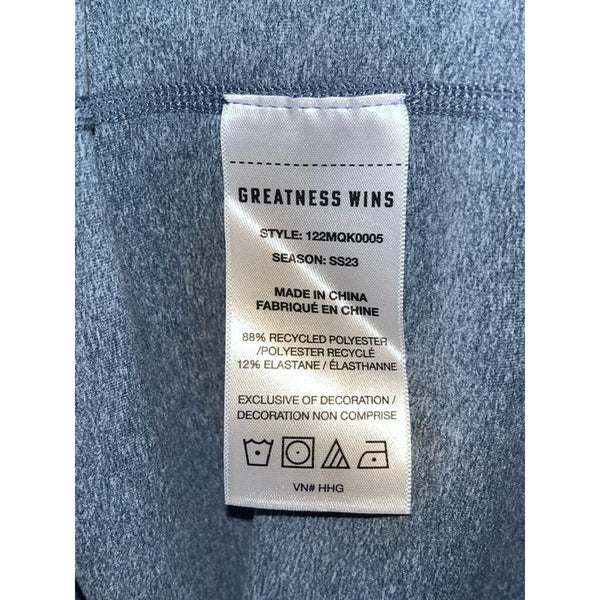 GREATNESS WINS
STYLE: 122MQK0005
SEASON: SS23
MADE IN CHINA
FABRIQUÉ EN CHINE
88% RECYCLED POLYESTER
/POLYESTER RECYCLÉ
12% ELASTANE / ÉLASTHANNE
EXCLUSIVE OF DECORATION /
DECORATION NON COMPRISE
VN# HHG